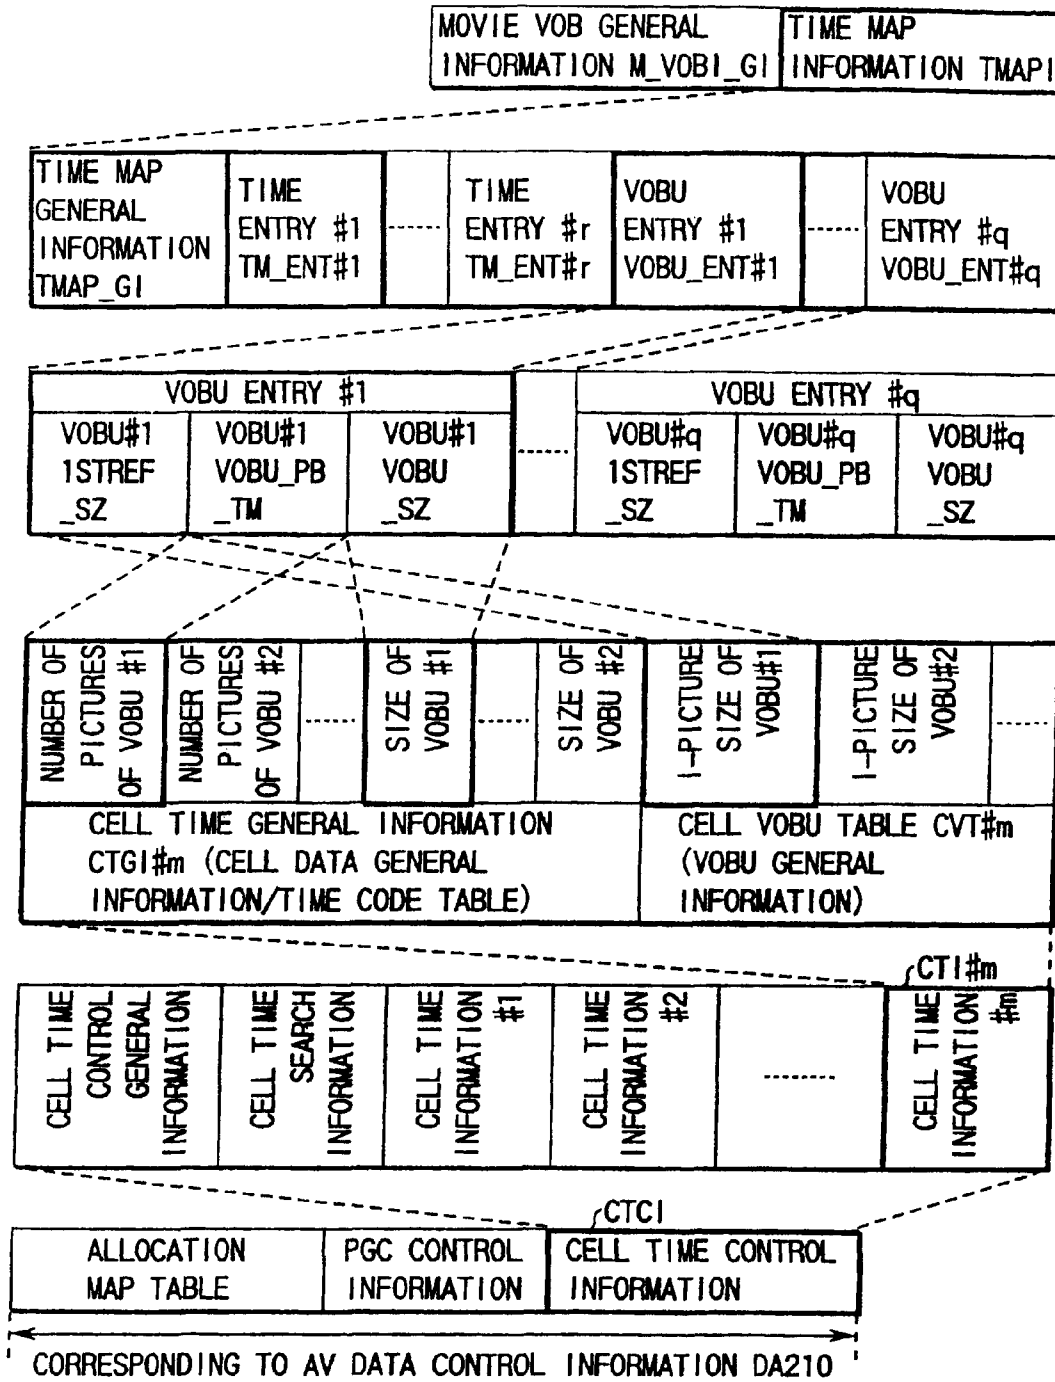 MOVIE VOB GENERAL
INFORMATION M_VOBI_GI
TIME MAP
INFORMATION TMAPI
TIME MAP
GENERAL
INFORMATION
TMAP_GI
TIME
ENTRY #1
TM_ENT#1
TIME
ENTRY #r
TM_ENT#r
VOBU
ENTRY #1
VOBU_ENT#1
VOBU
ENTRY #q
VOBU_ENT#q
VOBU ENTRY #1
VOBU ENTRY #q
VOBU#1
1STREF
_SZ
VOBU#1
VOBU_PB
_TM
VOBU#1
VOBU
_SZ
VOBU#q
1STREF
_SZ
VOBU#q
VOBU_PB
_TM
VOBU#q
VOBU
_SZ
NUMBER OF
PICTURES
OF VOBU #1
NUMBER OF
PICTURES
OF VOBU #2
SIZE OF
VOBU #1
SIZE OF
VOBU #2
I-PICTURE
SIZE OF
VOBU#1
I-PICTURE
SIZE OF
VOBU#2
CELL TIME GENERAL INFORMATION
CTGI#m (CELL DATA GENERAL
INFORMATION/TIME CODE TABLE)
CELL VOBU TABLE CVT#m
(VOBU GENERAL
INFORMATION)
CTI#m
CELL TIME
CONTROL
GENERAL
INFORMATION
CELL TIME
SEARCH
INFORMATION
CELL TIME
INFORMATION
#1
CELL TIME
INFORMATION
#2
CELL TIME
INFORMATION
#m
CTCI
ALLOCATION
MAP TABLE
PGC CONTROL
INFORMATION
CELL TIME CONTROL
INFORMATION
CORRESPONDING TO AV DATA CONTROL INFORMATION DA210